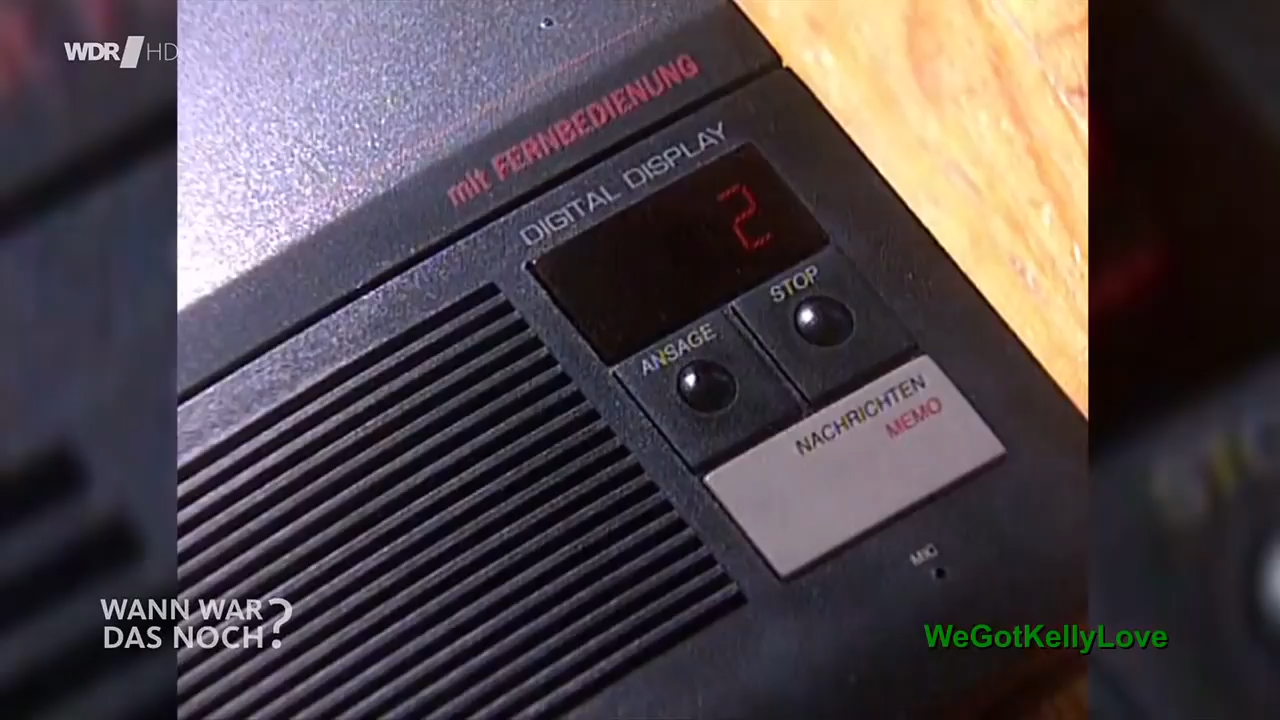 WDR HD
mit FERNBEDIENUNG
DIGITAL DISPLAY
2
STOP
ANSAGE
NACHRICHTEN
MEMO
MIC
WANN WAR
DAS NOCH?
WeGotKellyLove